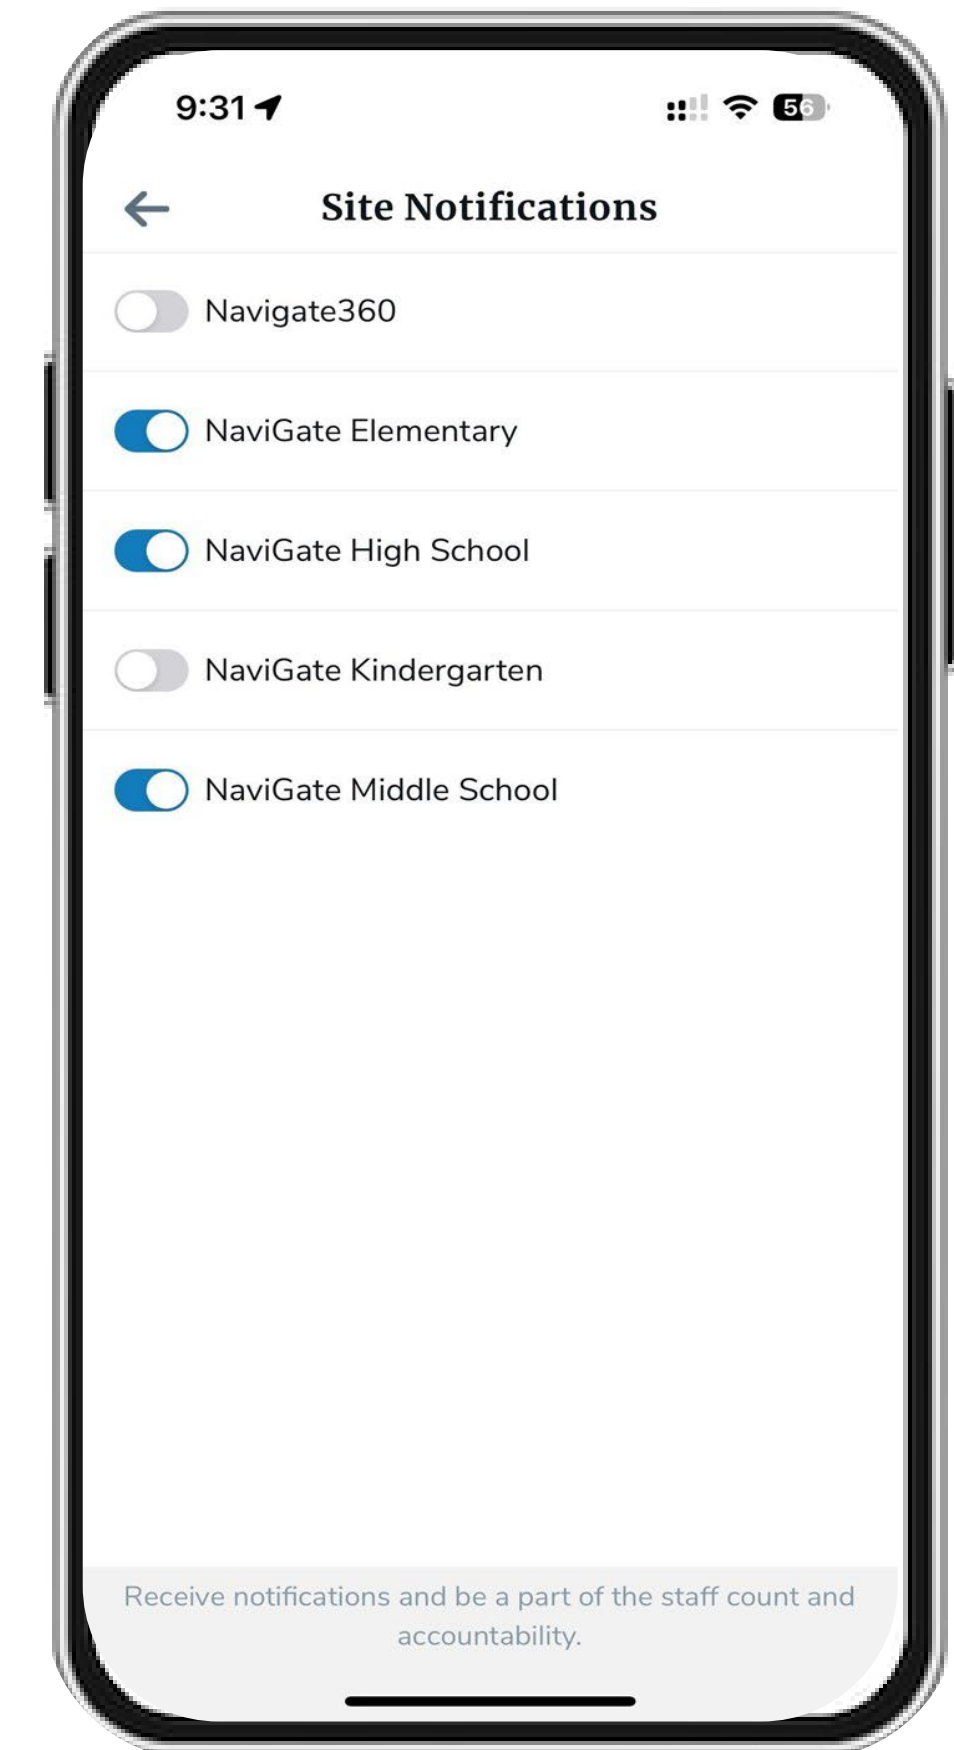 9:31
56
Site Notifications
Navigate360
NaviGate Elementary
NaviGate High School
NaviGate Kindergarten
NaviGate Middle School
Receive notifications and be a part of the staff count and
accountability.